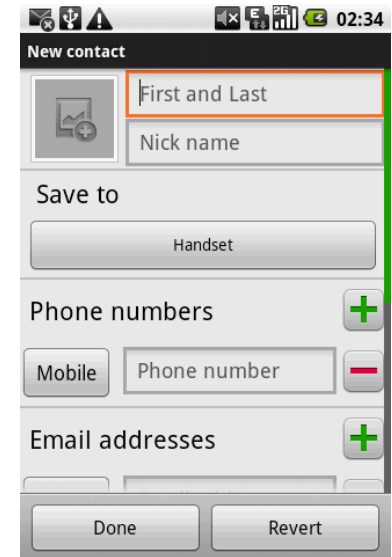 02:34
New contact
First and Last
Nick name
Save to
Handset
Phone numbers
Mobile
Phone number
Email addresses
Done
Revert